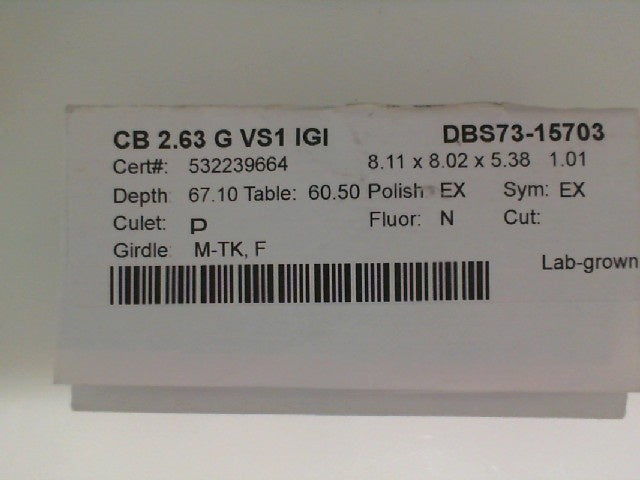 CB 2.63 G VS1 IGI DBS73-15703
Cert#: 532239664 8.11 x 8.02 x 5.38 1.01
Depth 67.10 Table: 60.50 Polish EX Sym: EX
Culet: P Fluor: N Cut:
Girdle M-TK, F
Lab-grown